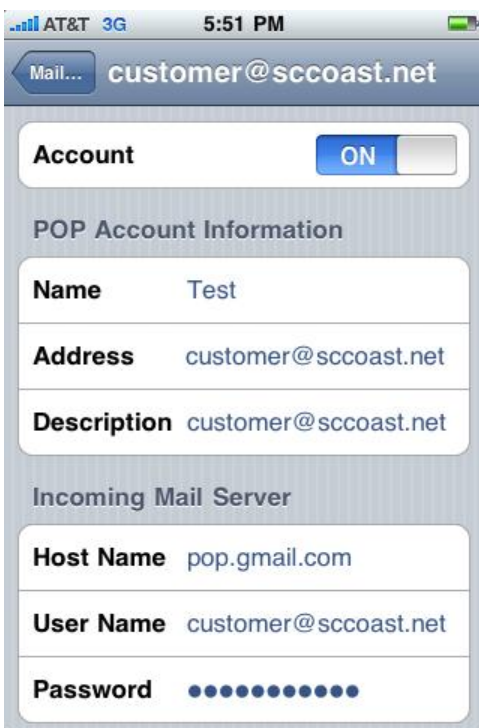 AT&T 3G 5:51 PM
Mail... customer@sccoast.net
Account ON
POP Account Information
Name Test
Address customer@sccoast.net
Description customer@sccoast.net
Incoming Mail Server
Host Name pop.gmail.com
User Name customer@sccoast.net
Password ●●●●●●●●●●●